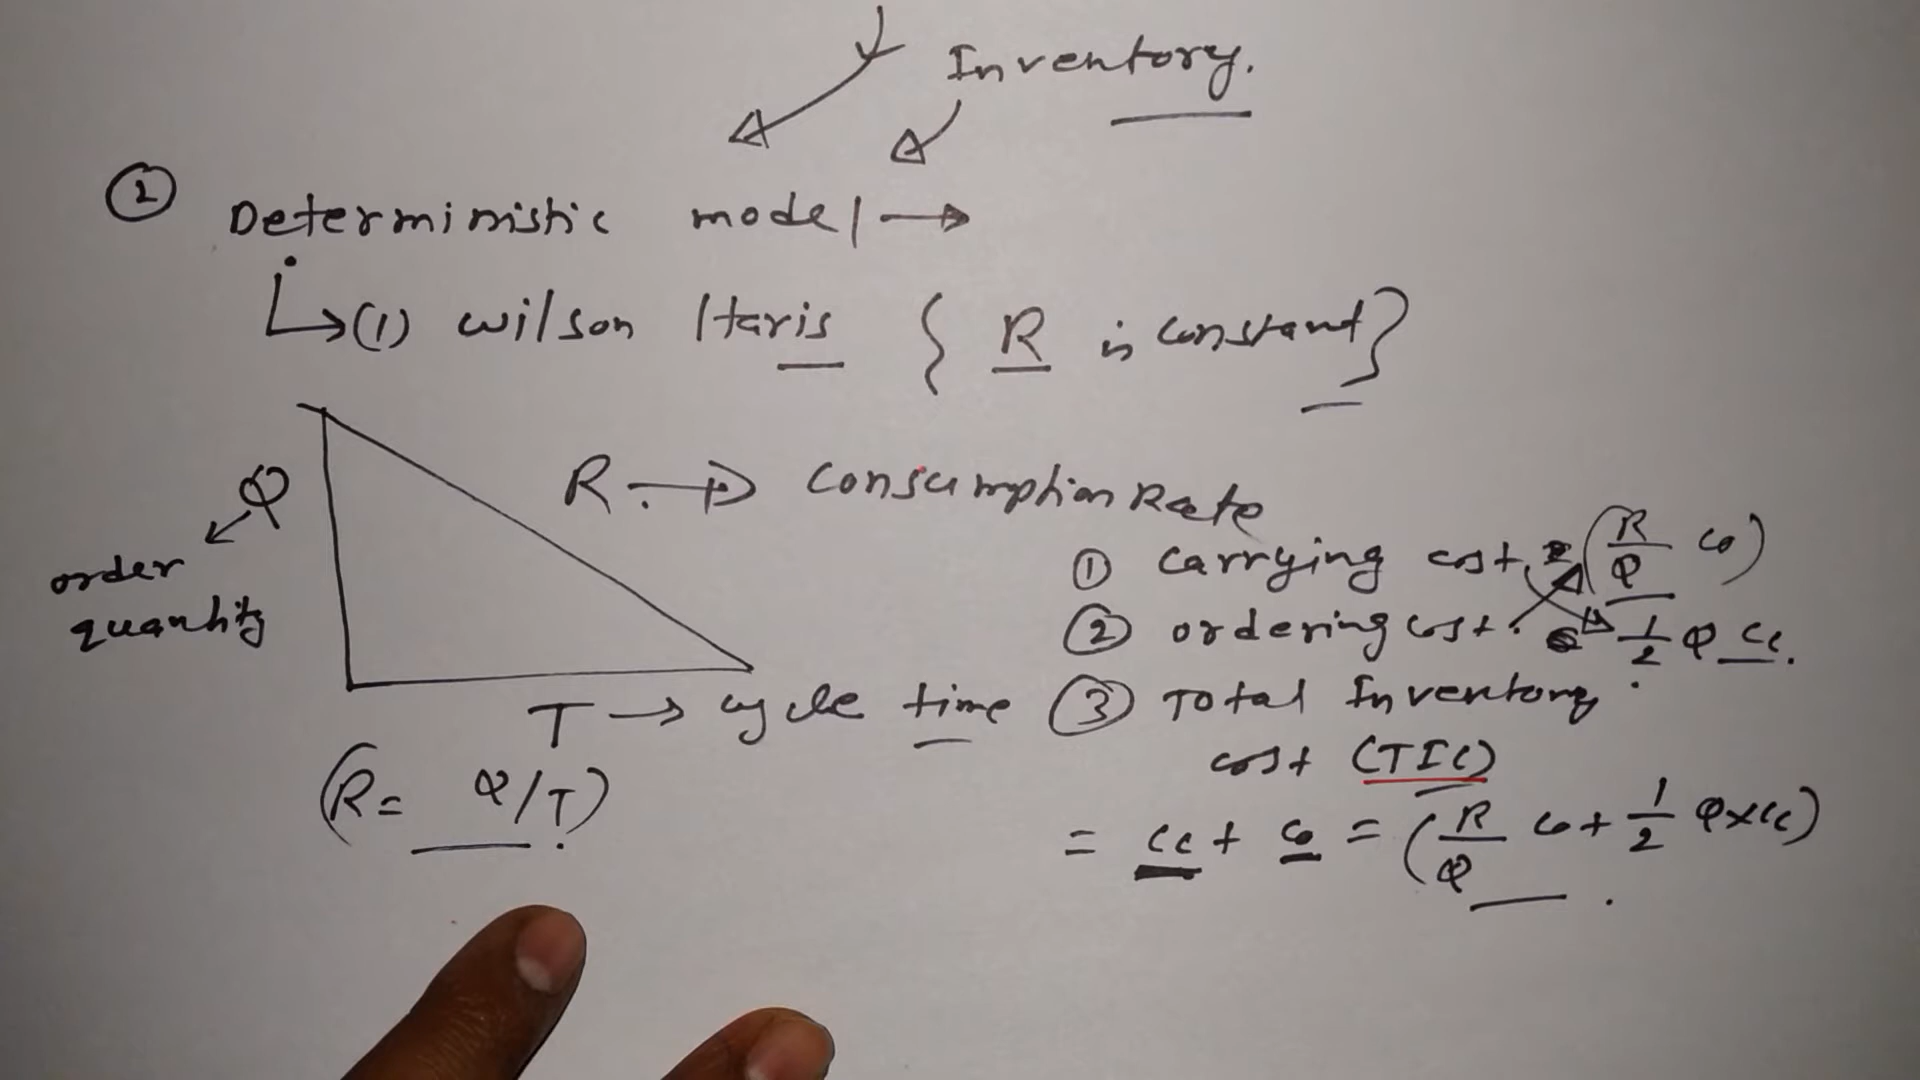 Inventory.
2 Deterministic model →
(1) wilson Haris { R is constant }
Q
order
quantity
R. → Consumption Rate
T → cycle time
(R = Q/T)
① Carrying cost (R/Q Co)
② ordering cost. 1/2 Q Cc.
③ Total Inventory
cost (TIC)
= Cc + Co = (R/Q Co + 1/2 Q×Cc)